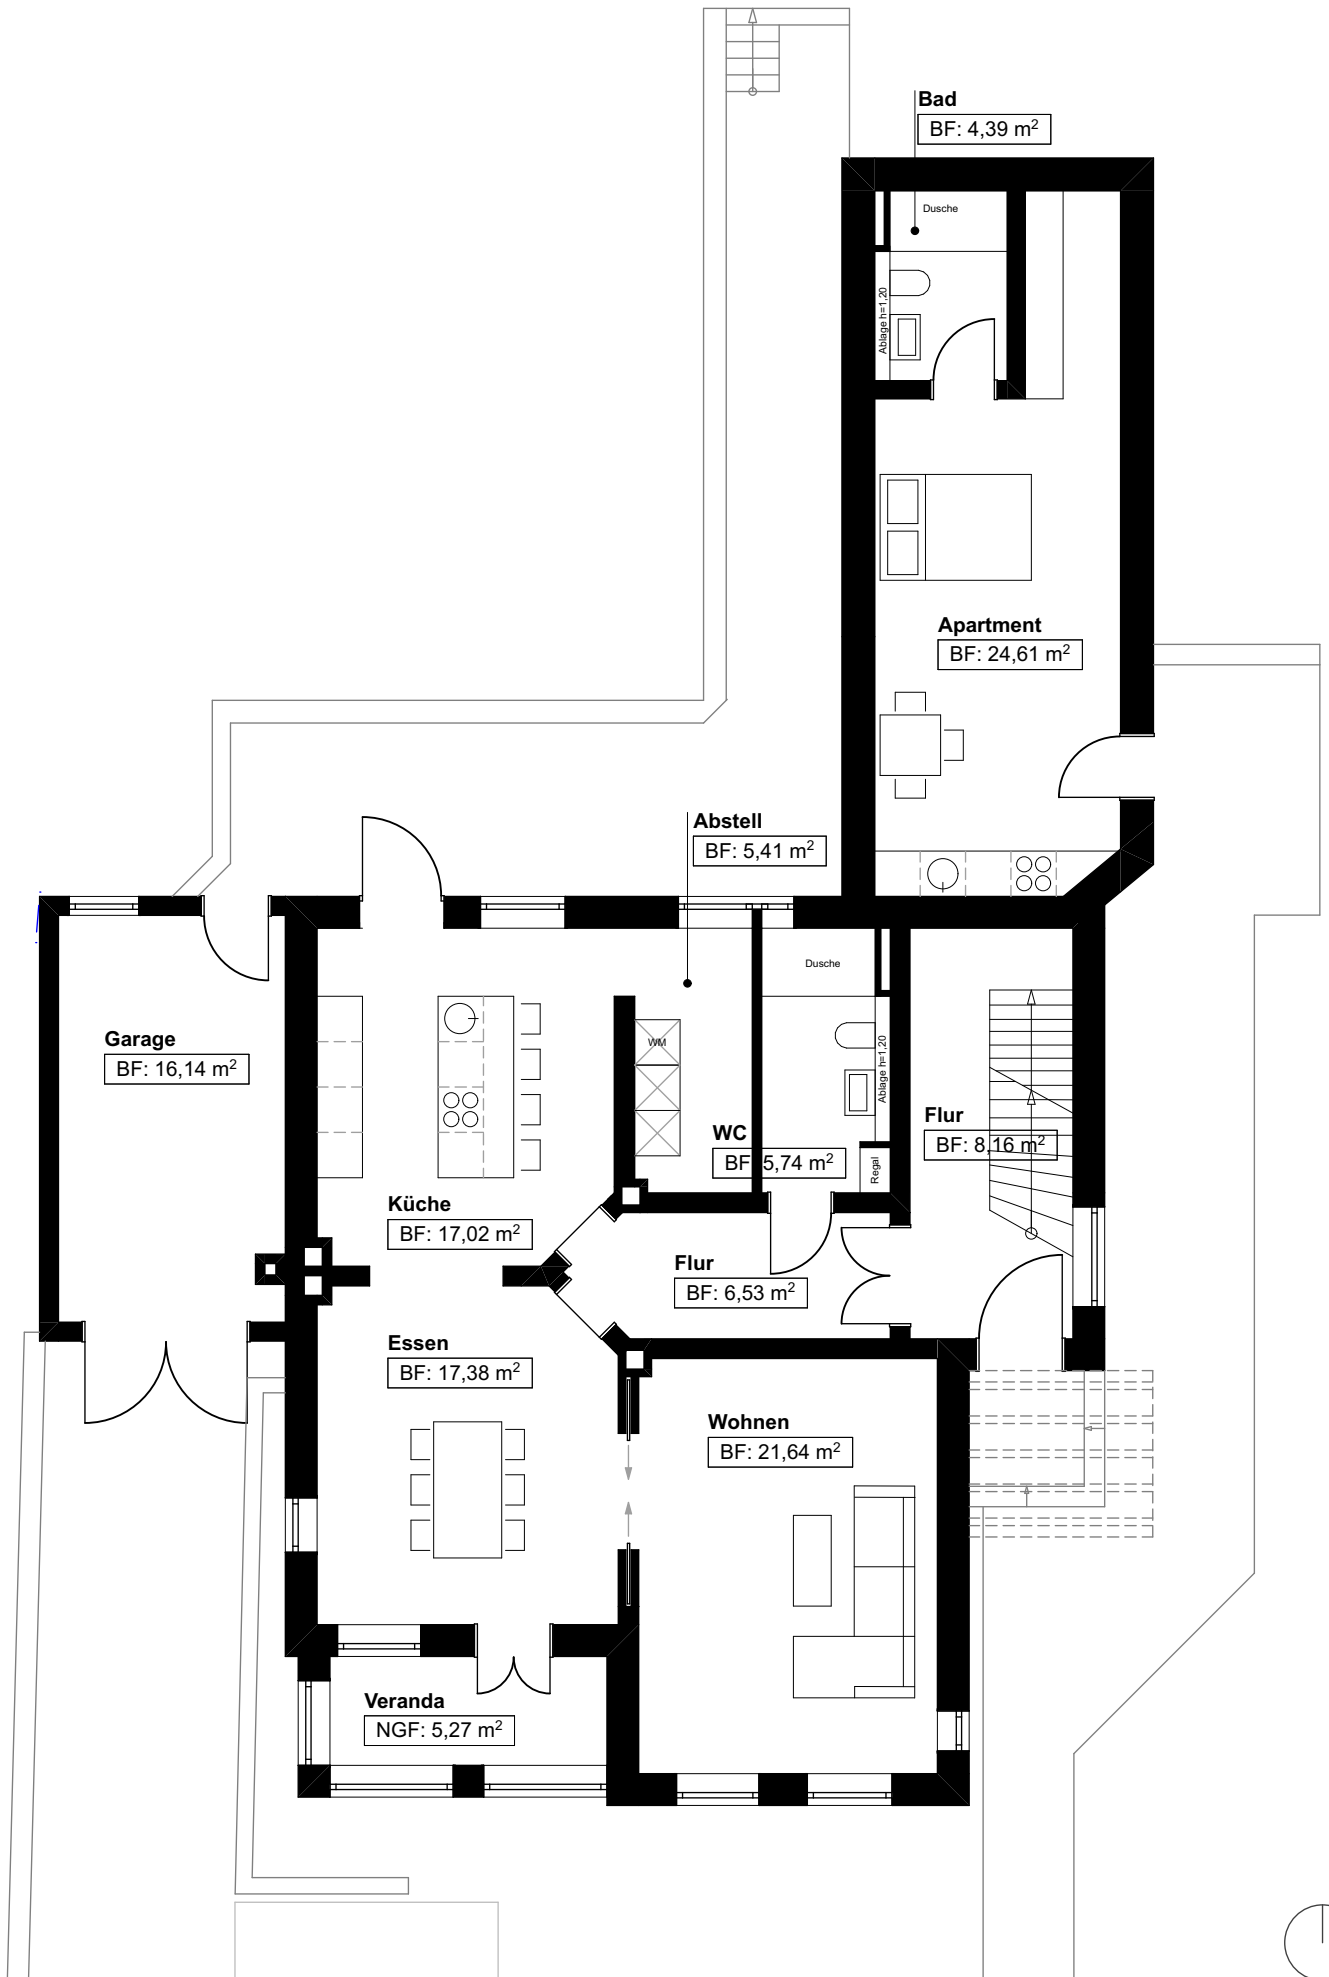 Bad
BF: 4,39 m²
Dusche
Ablage h=1,20
Apartment
BF: 24,61 m²
Abstell
BF: 5,41 m²
Dusche
Garage
BF: 16,14 m²
WM
Ablage h=1,20
Flur
BF: 8,16 m²
WC
BF: 5,74 m²
Regal
Küche
BF: 17,02 m²
Flur
BF: 6,53 m²
Essen
BF: 17,38 m²
Wohnen
BF: 21,64 m²
Veranda
NGF: 5,27 m²